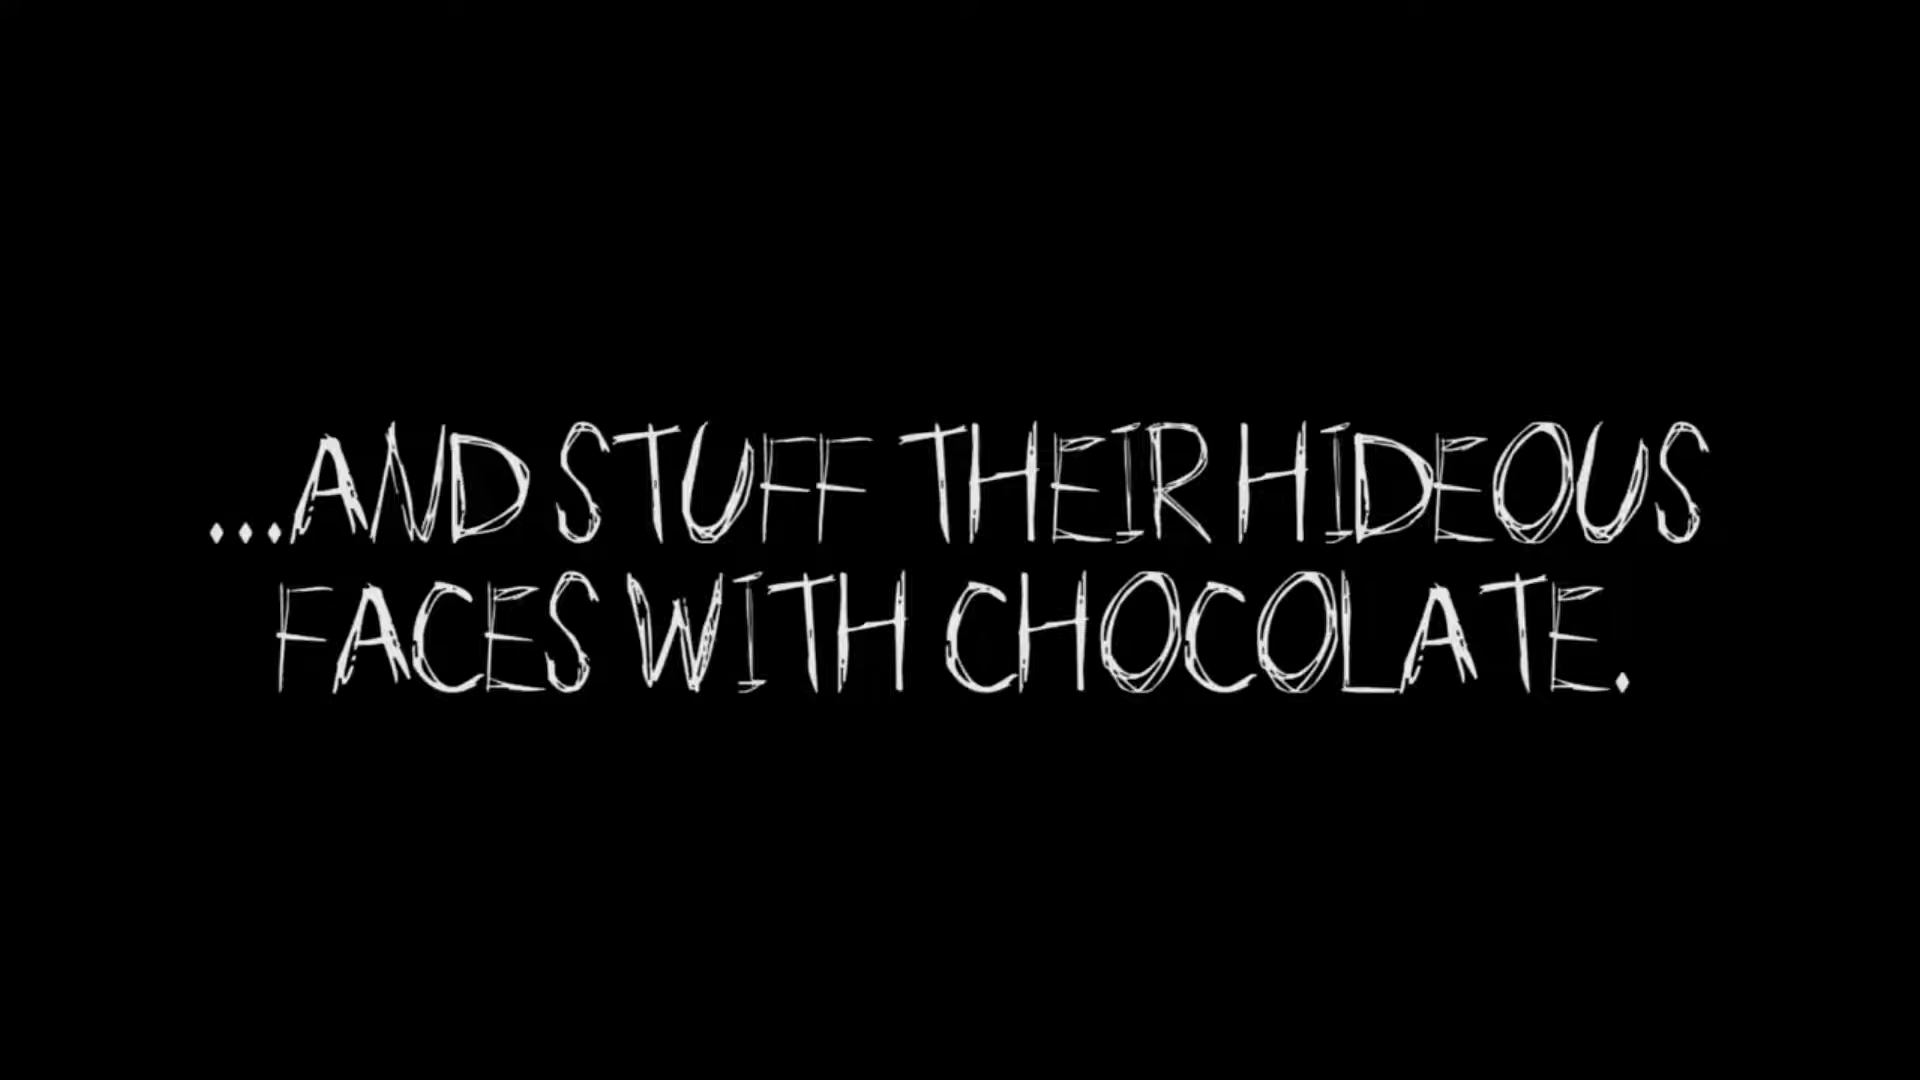 ...AND STUFF THEIR HIDEOUS
FACES WITH CHOCOLATE.